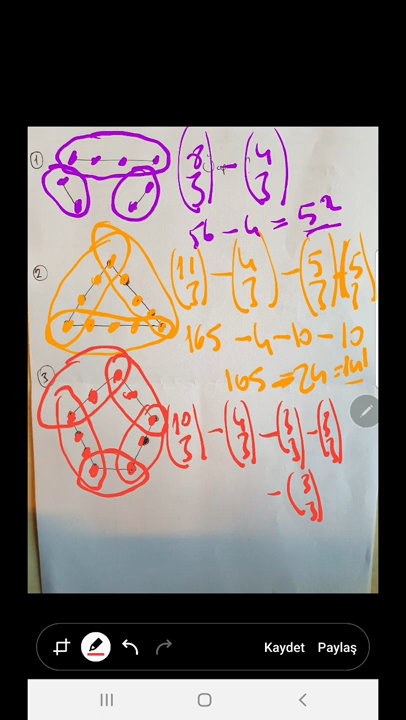 1
(8 3) - (4 3)
56 - 4 = 52
2
(11 3) - (4 3) - (5 3) - (5 3)
165 - 4 - 10 - 10
165 - 24 = 141
3
(10 3) - (4 3) - (3 3) - (3 3)
- (3 3)
Kaydet Paylaş